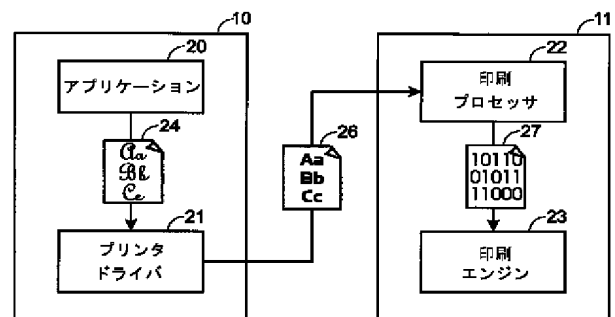 10
20
アプリケーション
24
Aa
Bb
Cc
21
プリンタ
ドライバ
26
Aa
Bb
Cc
11
22
印刷
プロセッサ
27
10110
01011
11000
23
印刷
エンジン